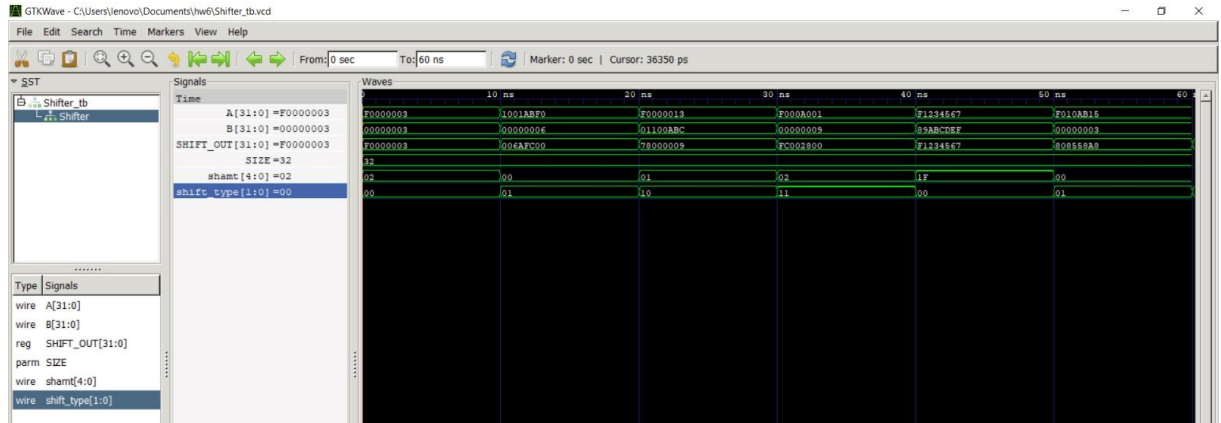 GTKWave - C:\Users\lenovo\Documents\hw6\Shifter_tb.vcd
File Edit Search Time Markers View Help
From: 0 sec To: 60 ns Marker: 0 sec | Cursor: 36350 ps
SST
Shifter_tb
Shifter
Signals
Time
A[31:0] =F0000003
B[31:0] =00000003
SHIFT_OUT[31:0] =F0000003
SIZE =32
shamt[4:0] =02
shift_type[1:0] =00
Waves
10 ns 20 ns 30 ns 40 ns 50 ns 60
F0000003 1001ABF0 F0000013 F000A001 F1234567 F010AB15
00000003 00000006 01100ABC 00000009 89ABCDEF 00000003
F0000003 006AFC00 78000009 FC002800 F1234567 808558A8
32
02 00 01 02 1F 00
00 01 10 11 00 01
Type Signals
wire A[31:0]
wire B[31:0]
reg SHIFT_OUT[31:0]
parm SIZE
wire shamt[4:0]
wire shift_type[1:0]